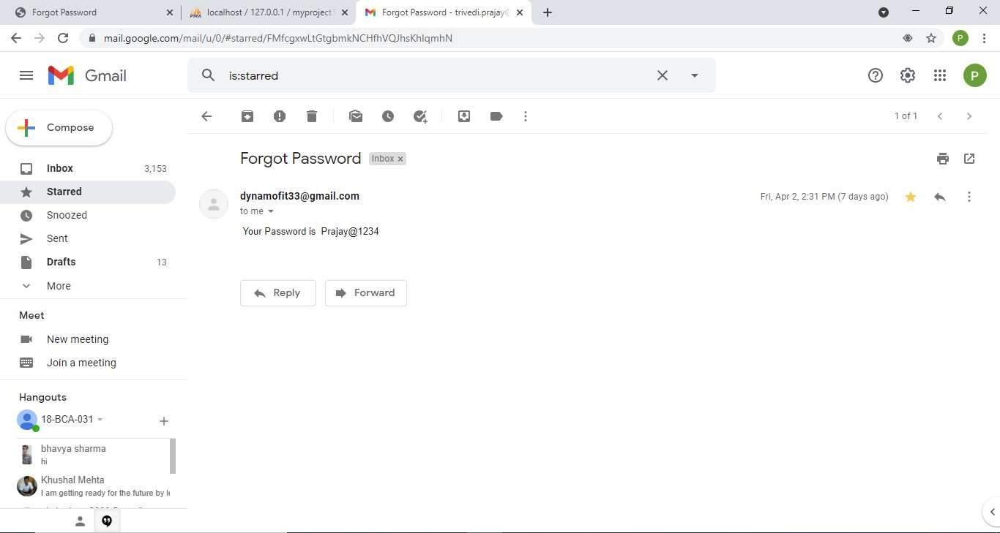 Forgot Password
localhost / 127.0.0.1 / myproject1
Forgot Password - trivedi.prajay@
mail.google.com/mail/u/0/#starred/FMfcgxwLtGtgbmkNCHfhVQJhsKhlqmhN
P
Gmail
is:starred
P
Compose
1 of 1
Inbox 3,153
Starred
Snoozed
Sent
Drafts 13
More
Forgot Password Inbox x
dynamofit33@gmail.com
Fri, Apr 2, 2:31 PM (7 days ago)
to me
Your Password is Prajay@1234
Reply Forward
Meet
New meeting
Join a meeting
Hangouts
18-BCA-031
bhavya sharma
hi
Khushal Mehta
I am getting ready for the future by